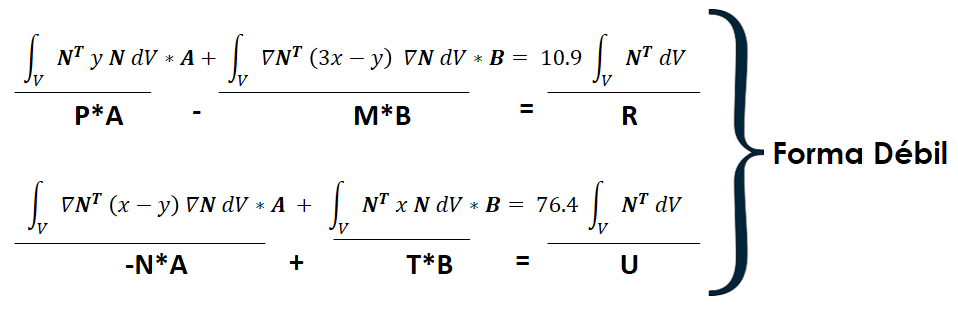 ∫_V N^T y N dV * A + ∫_V ∇N^T (3x − y) ∇N dV * B = 10.9 ∫_V N^T dV
P*A - M*B = R
Forma Débil
∫_V ∇N^T (x − y) ∇N dV * A + ∫_V N^T x N dV * B = 76.4 ∫_V N^T dV
-N*A + T*B = U